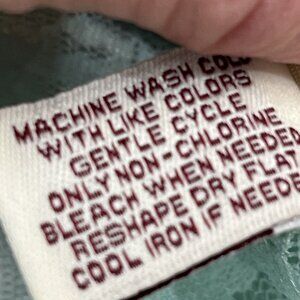 MACHINE WASH COLD
WITH LIKE COLORS
GENTLE CYCLE
ONLY NON-CHLORINE
BLEACH WHEN NEEDED
RESHAPE DRY FLAT
COOL IRON IF NEEDE